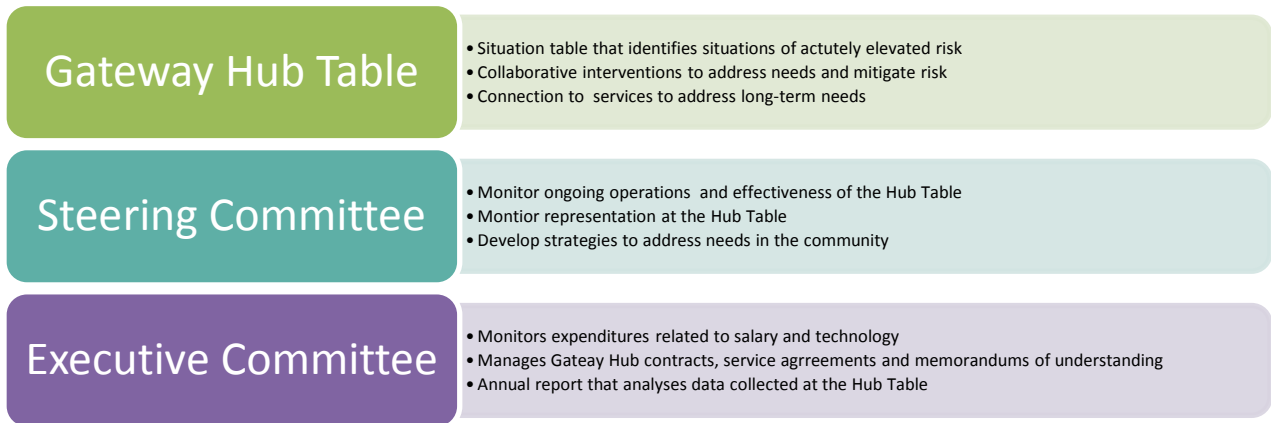 Gateway Hub Table
• Situation table that identifies situations of actutely elevated risk
• Collaborative interventions to address needs and mitigate risk
• Connection to services to address long-term needs
Steering Committee
• Monitor ongoing operations and effectiveness of the Hub Table
• Montior representation at the Hub Table
• Develop strategies to address needs in the community
Executive Committee
• Monitors expenditures related to salary and technology
• Manages Gateay Hub contracts, service agrreements and memorandums of understanding
• Annual report that analyses data collected at the Hub Table